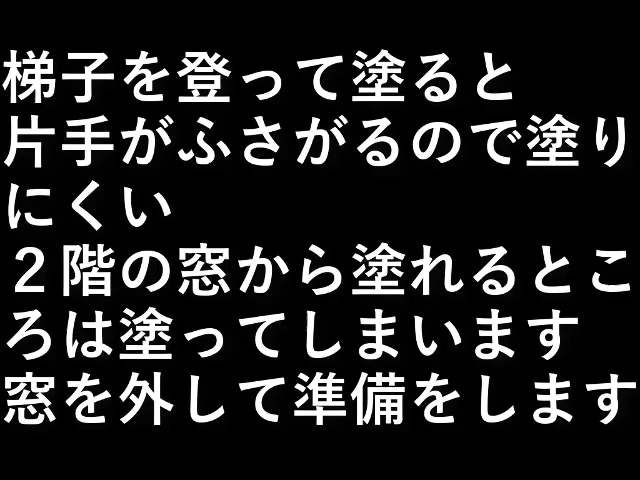 梯子を登って塗ると
片手がふさがるので塗り
にくい
２階の窓から塗れるとこ
ろは塗ってしまいます
窓を外して準備をします